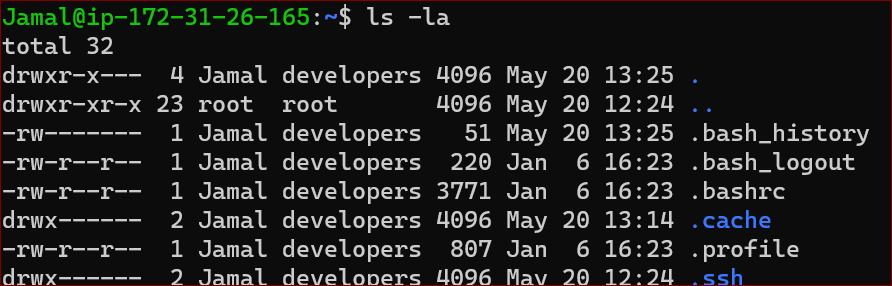 Jamal@ip-172-31-26-165:~$ ls -la
total 32
drwxr-x---  4 Jamal developers 4096 May 20 13:25 .
drwxr-xr-x 23 root  root       4096 May 20 12:24 ..
-rw-------  1 Jamal developers   51 May 20 13:25 .bash_history
-rw-r--r--  1 Jamal developers  220 Jan  6 16:23 .bash_logout
-rw-r--r--  1 Jamal developers 3771 Jan  6 16:23 .bashrc
drwx------  2 Jamal developers 4096 May 20 13:14 .cache
-rw-r--r--  1 Jamal developers  807 Jan  6 16:23 .profile
drwx------  2 Jamal developers 4096 May 20 12:24 .ssh